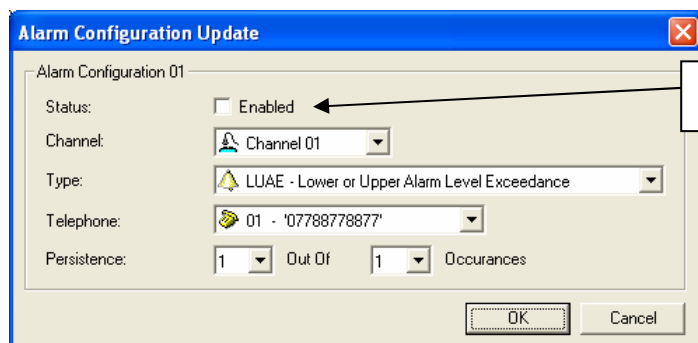 Alarm Configuration Update
Alarm Configuration 01
Status: Enabled
Channel: Channel 01
Type: LUAE - Lower or Upper Alarm Level Exceedance
Telephone: 01 - '07788778877'
Persistence: 1 Out Of 1 Occurances
OK Cancel